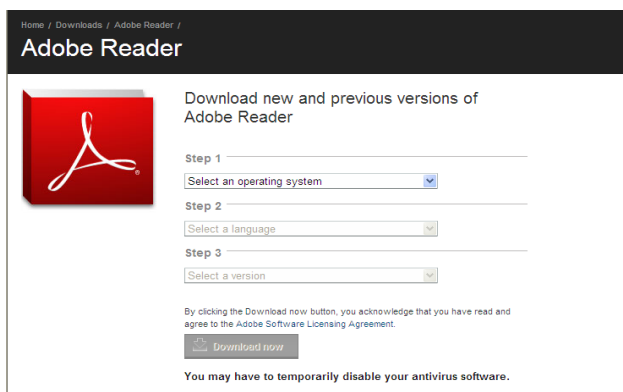 Home / Downloads / Adobe Reader /
Adobe Reader
Download new and previous versions of
Adobe Reader
Step 1
Select an operating system
Step 2
Select a language
Step 3
Select a version
By clicking the Download now button, you acknowledge that you have read and
agree to the Adobe Software Licensing Agreement.
Download now
You may have to temporarily disable your antivirus software.